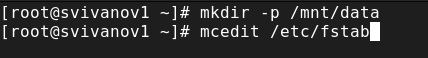 [root@svivanov1 ~]# mkdir -p /mnt/data
[root@svivanov1 ~]# mcedit /etc/fstab